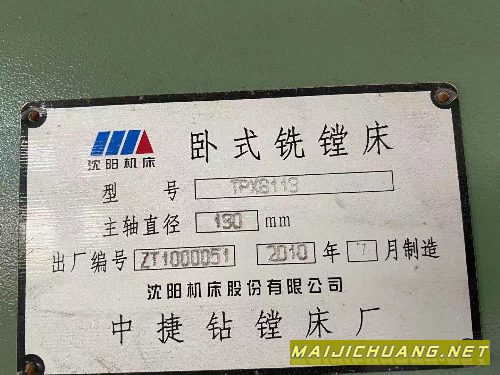 卧式铣镗床
沈阳机床
型 号 TPX6113
主轴直径 130 mm
出厂编号 ZT1000051 2010 年 7 月制造
沈阳机床股份有限公司
中捷钻镗床厂
MAIJICHUANG.NET